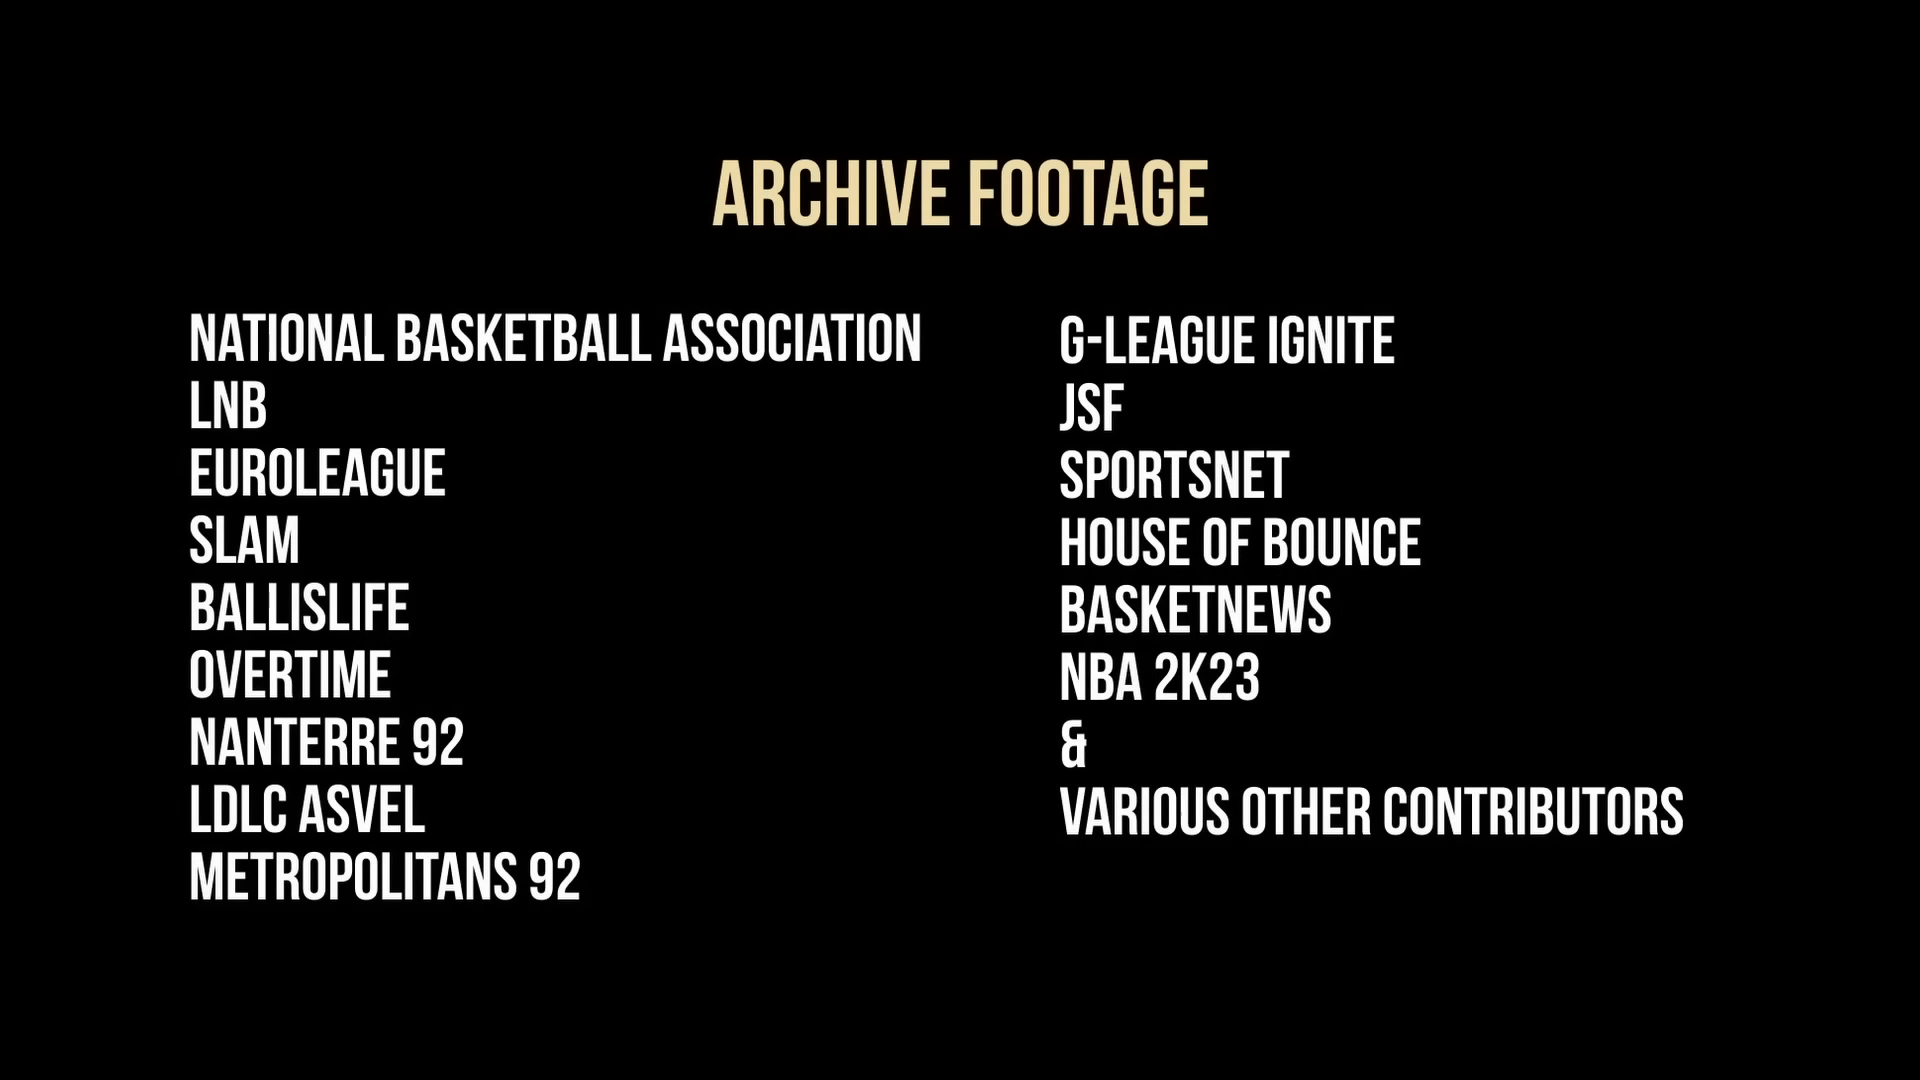 ARCHIVE FOOTAGE
NATIONAL BASKETBALL ASSOCIATION
LNB
EUROLEAGUE
SLAM
BALLISLIFE
OVERTIME
NANTERRE 92
LDLC ASVEL
METROPOLITANS 92
G-LEAGUE IGNITE
JSF
SPORTSNET
HOUSE OF BOUNCE
BASKETNEWS
NBA 2K23
&
VARIOUS OTHER CONTRIBUTORS